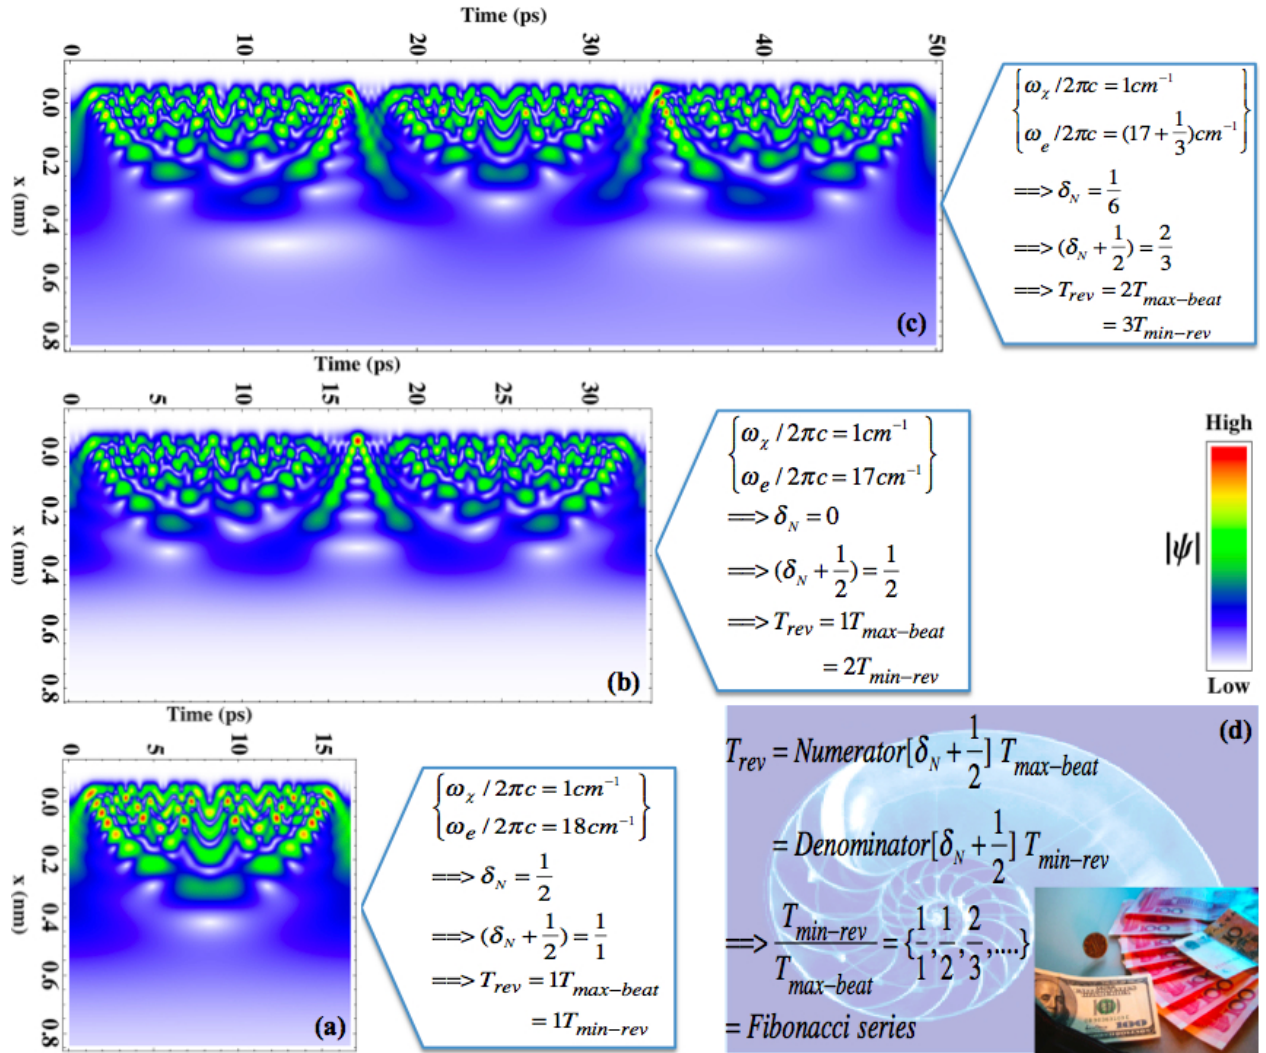 Time (ps)
0 10 20 30 40 50
x (nm)
0.0 0.2 0.4 0.6 0.8
(c)
{ω_χ / 2πc = 1cm⁻¹
ω_e / 2πc = (17 + 1/3)cm⁻¹}
==> δ_N = 1/6
==> (δ_N + 1/2) = 2/3
==> T_rev = 2T_max−beat
= 3T_min−rev
Time (ps)
0 5 10 15 20 25 30
x (nm)
0.0 0.2 0.4 0.6 0.8
(b)
{ω_χ / 2πc = 1cm⁻¹
ω_e / 2πc = 17cm⁻¹}
==> δ_N = 0
==> (δ_N + 1/2) = 1/2
==> T_rev = 1T_max−beat
= 2T_min−rev
High
|ψ|
Low
Time (ps)
0 5 10 15
x (nm)
0.0 0.2 0.4 0.6 0.8
(a)
{ω_χ / 2πc = 1cm⁻¹
ω_e / 2πc = 18cm⁻¹}
==> δ_N = 1/2
==> (δ_N + 1/2) = 1/1
==> T_rev = 1T_max−beat
= 1T_min−rev
(d)
T_rev = Numerator[δ_N + 1/2] T_max−beat
= Denominator[δ_N + 1/2] T_min−rev
==> T_min−rev / T_max−beat = {1/1, 1/2, 2/3, ....}
= Fibonacci series
100
100
100